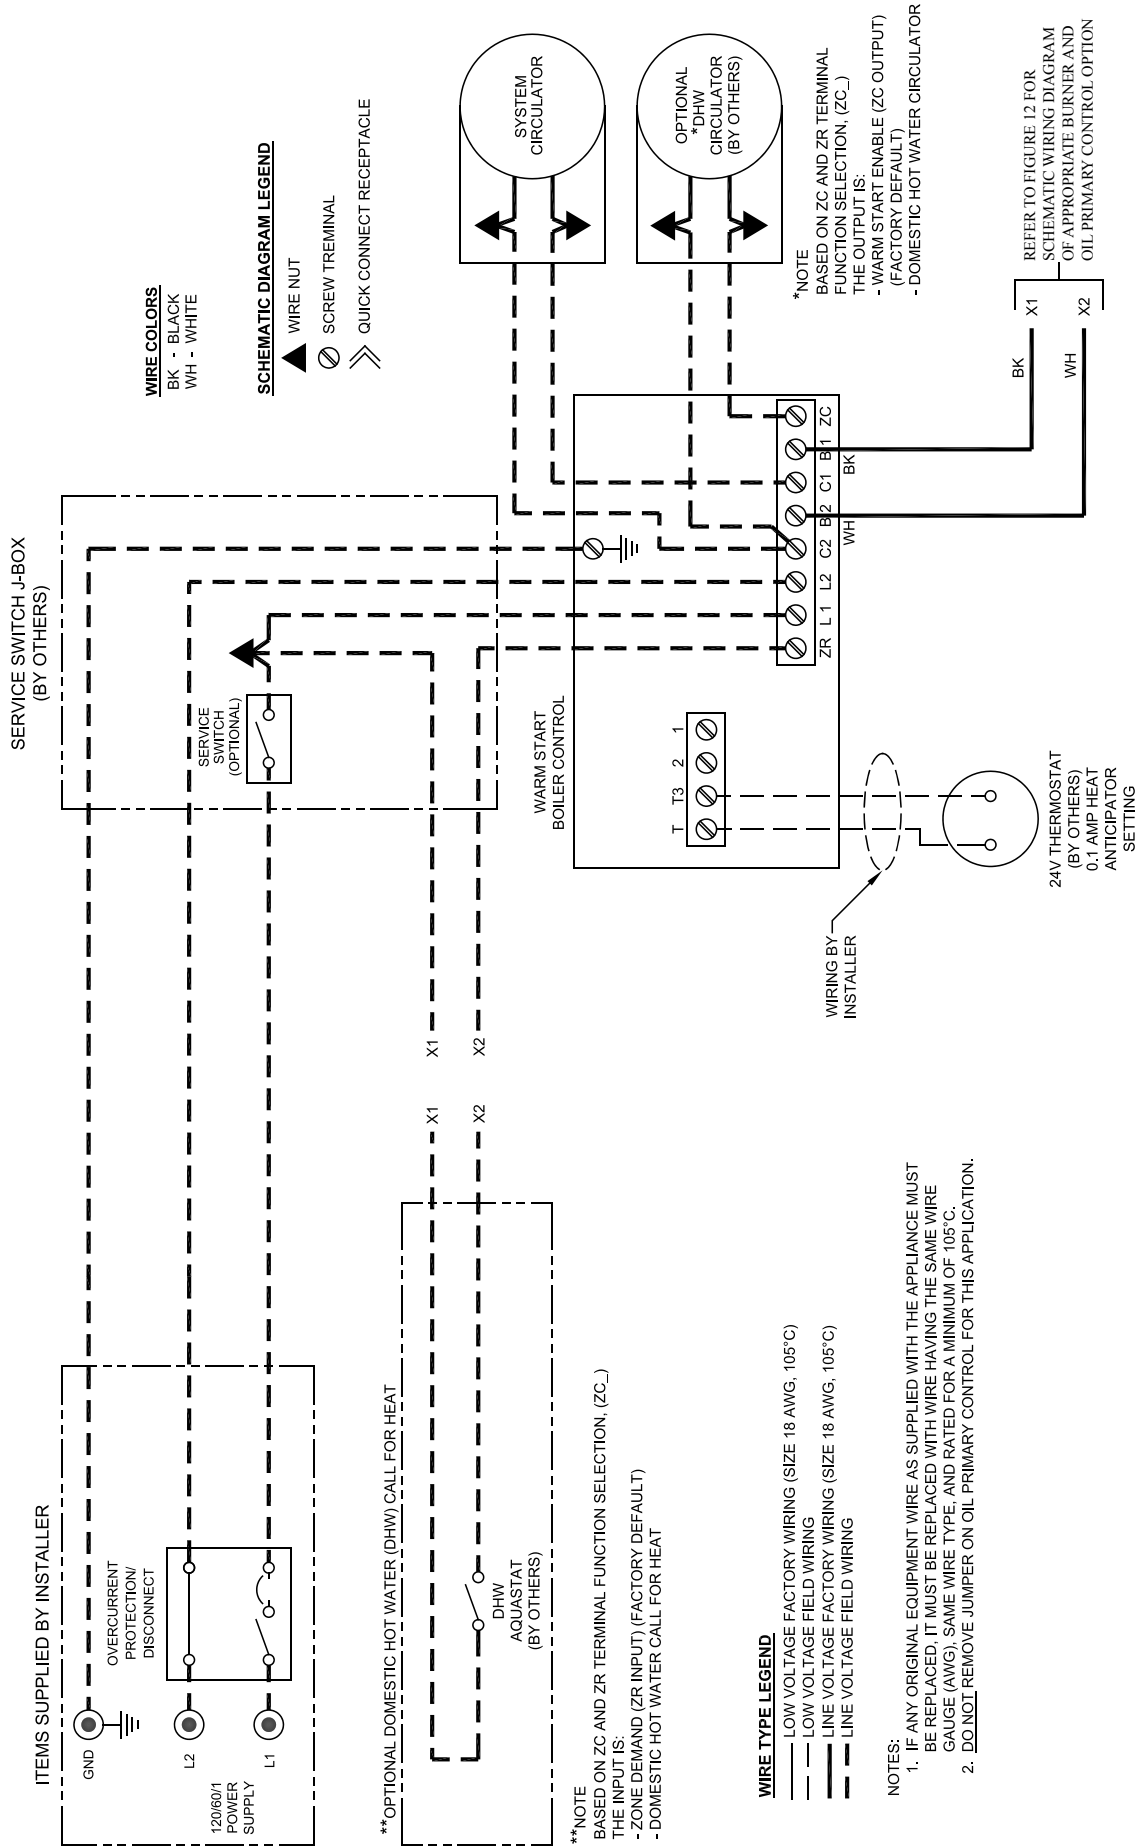 ITEMS SUPPLIED BY INSTALLER
GND
L2
L1
120/60/1
POWER
SUPPLY
OVERCURRENT
PROTECTION/
DISCONNECT
SERVICE SWITCH J-BOX
(BY OTHERS)
SERVICE
SWITCH
(OPTIONAL)
WIRE COLORS
BK - BLACK
WH - WHITE
SCHEMATIC DIAGRAM LEGEND
WIRE NUT
SCREW TREMINAL
QUICK CONNECT RECEPTACLE
**OPTIONAL DOMESTIC HOT WATER (DHW) CALL FOR HEAT
X1
X1
X2
X2
DHW
AQUASTAT
(BY OTHERS)
**NOTE
BASED ON ZC AND ZR TERMINAL FUNCTION SELECTION, (ZC_)
THE INPUT IS:
- ZONE DEMAND (ZR INPUT) (FACTORY DEFAULT)
- DOMESTIC HOT WATER CALL FOR HEAT
WARM START
BOILER CONTROL
T
T3
2
1
ZR
L 1
L2
C2
B2
C1
B1
ZC
WH
BK
SYSTEM
CIRCULATOR
OPTIONAL
*DHW
CIRCULATOR
(BY OTHERS)
*NOTE
BASED ON ZC AND ZR TERMINAL
FUNCTION SELECTION, (ZC_)
THE OUTPUT IS:
- WARM START ENABLE (ZC OUTPUT)
(FACTORY DEFAULT)
- DOMESTIC HOT WATER CIRCULATOR
BK
X1
WH
X2
REFER TO FIGURE 12 FOR
SCHEMATIC WIRING DIAGRAM
OF APPROPRIATE BURNER AND
OIL PRIMARY CONTROL OPTION
WIRING BY
INSTALLER
24V THERMOSTAT
(BY OTHERS)
0.1 AMP HEAT
ANTICIPATOR
SETTING
WIRE TYPE LEGEND
LOW VOLTAGE FACTORY WIRING (SIZE 18 AWG, 105°C)
LOW VOLTAGE FIELD WIRING
LINE VOLTAGE FACTORY WIRING (SIZE 18 AWG, 105°C)
LINE VOLTAGE FIELD WIRING
NOTES:
1. IF ANY ORIGINAL EQUIPMENT WIRE AS SUPPLIED WITH THE APPLIANCE MUST
BE REPLACED, IT MUST BE REPLACED WITH WIRE HAVING THE SAME WIRE
GAUGE (AWG), SAME WIRE TYPE, AND RATED FOR A MINIMUM OF 105°C.
2. DO NOT REMOVE JUMPER ON OIL PRIMARY CONTROL FOR THIS APPLICATION.